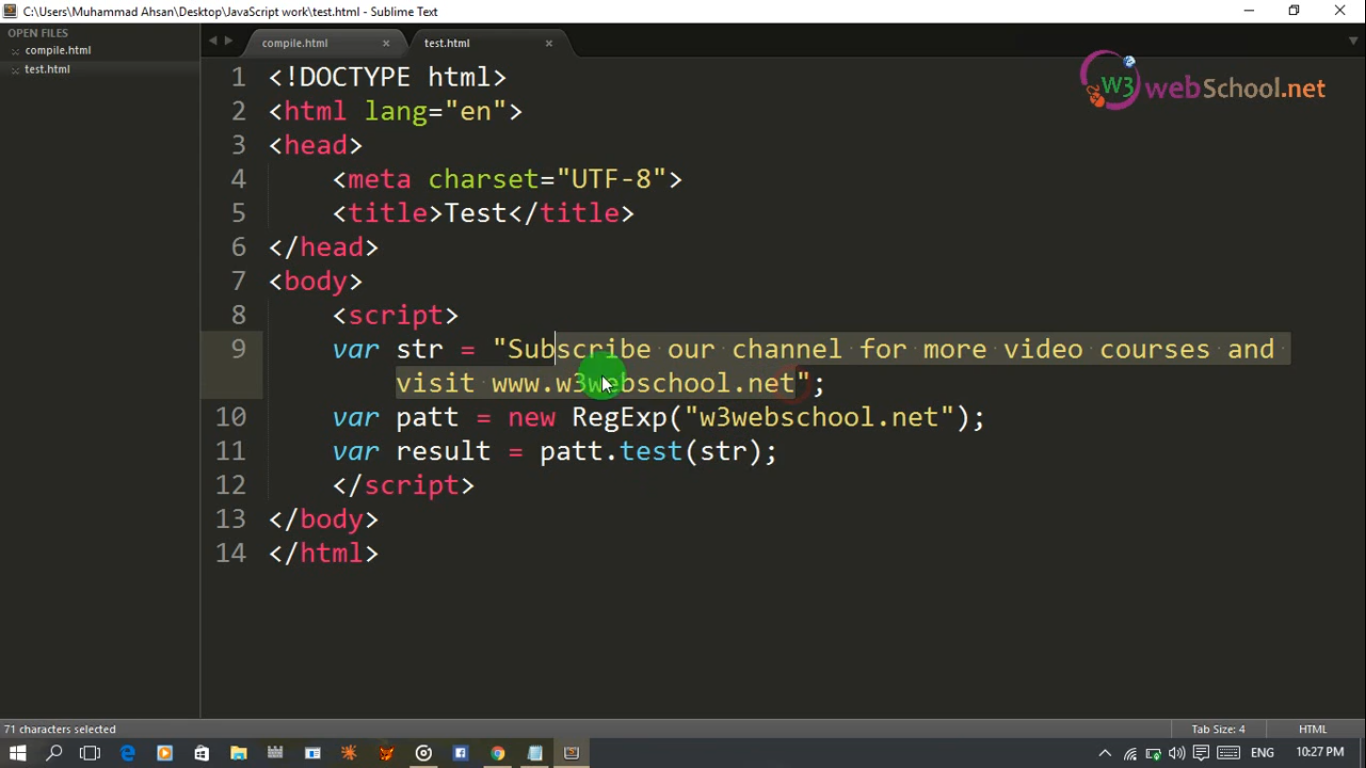 C:\Users\Muhammad Ahsan\Desktop\JavaScript work\test.html - Sublime Text
OPEN FILES
compile.html
test.html
compile.html
test.html
W3 webSchool.net
1 <!DOCTYPE html>
2 <html lang="en">
3 <head>
4 <meta charset="UTF-8">
5 <title>Test</title>
6 </head>
7 <body>
8 <script>
9 var str = "Subscribe our channel for more video courses and
visit www.w3webschool.net";
10 var patt = new RegExp("w3webschool.net");
11 var result = patt.test(str);
12 </script>
13 </body>
14 </html>
71 characters selected
Tab Size: 4
HTML
ENG
10:27 PM